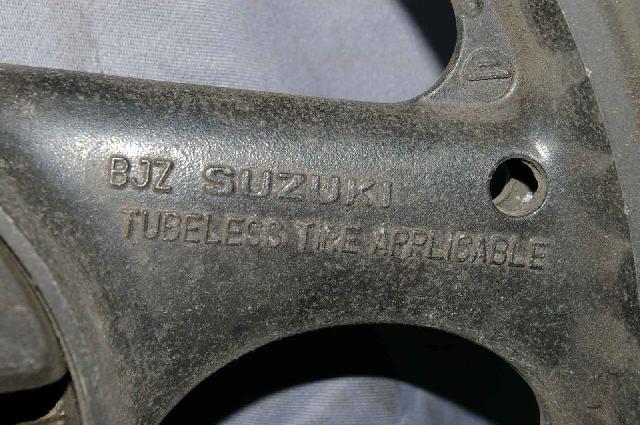 BJZ SUZUKI
TUBELESS TIRE APPLICABLE